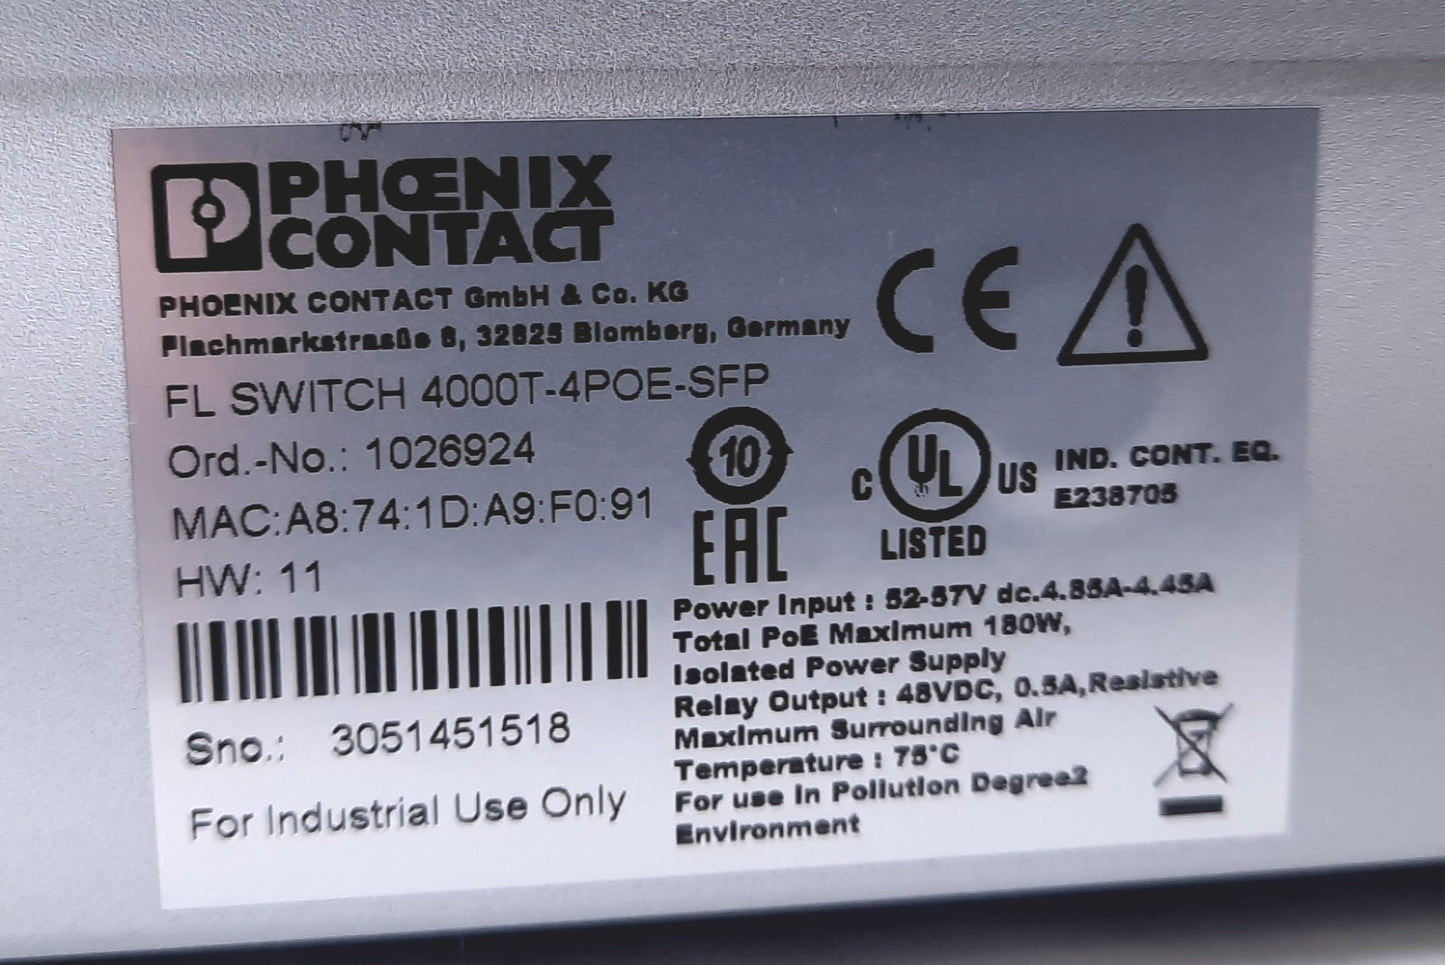 PHŒNIX
CONTACT
PHOENIX CONTACT GmbH & Co. KG
Flachmarkstraße 8, 32825 Blomberg, Germany
FL SWITCH 4000T-4POE-SFP
Ord.-No.: 1026924
MAC:A8:74:1D:A9:F0:91
HW: 11
Sno.: 3051451518
For Industrial Use Only
CE
10
EAC
C UL US
LISTED
IND. CONT. EQ.
E238705
Power Input : 52-57V dc.4.85A-4.45A
Total PoE Maximum 180W,
Isolated Power Supply
Relay Output : 48VDC, 0.5A,Resistive
Maximum Surrounding Air
Temperature : 75°C
For use in Pollution Degree2
Environment